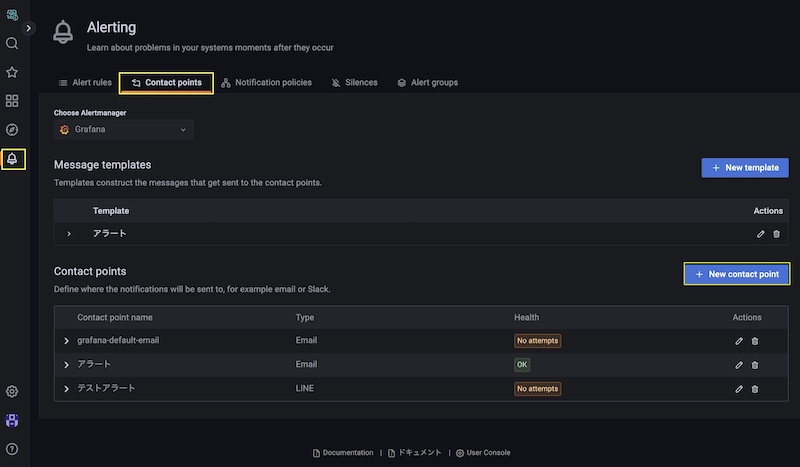 Alerting
Learn about problems in your systems moments after they occur
Alert rules
Contact points
Notification policies
Silences
Alert groups
Choose Alertmanager
Grafana
Message templates
+ New template
Templates construct the messages that get sent to the contact points.
Template Actions
アラート
Contact points
+ New contact point
Define where the notifications will be sent to, for example email or Slack.
Contact point name Type Health Actions
grafana-default-email Email No attempts
アラート Email OK
テストアラート LINE No attempts
Documentation | ドキュメント | User Console